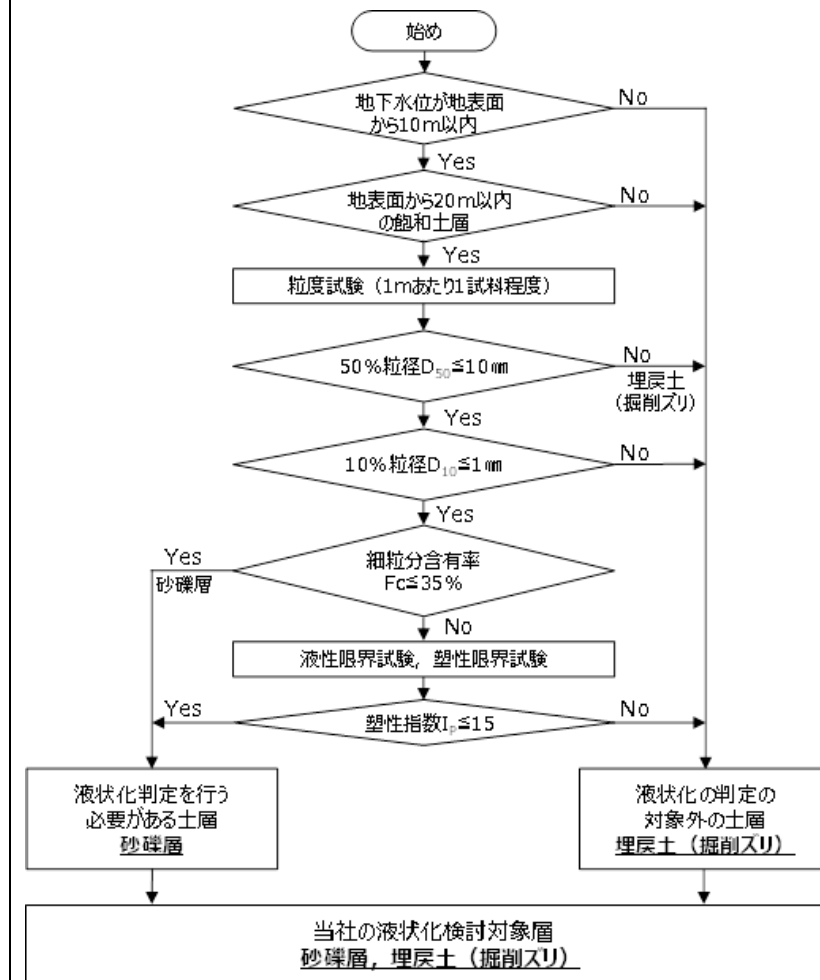 始め
地下水位が地表面
から10m以内
No
Yes
地表面から20m以内
の飽和土層
No
Yes
粒度試験（1mあたり1試料程度）
50%粒径D50≦10㎜
No
埋戻土
(掘削ズリ)
Yes
10%粒径D10≦1㎜
No
Yes
細粒分含有率
Fc≦35%
Yes
砂礫層
No
液性限界試験，塑性限界試験
Yes
塑性指数Ip≦15
No
液状化判定を行う
必要がある土層
砂礫層
液状化の判定の
対象外の土層
埋戻土（掘削ズリ）
当社の液状化検討対象層
砂礫層，埋戻土（掘削ズリ）